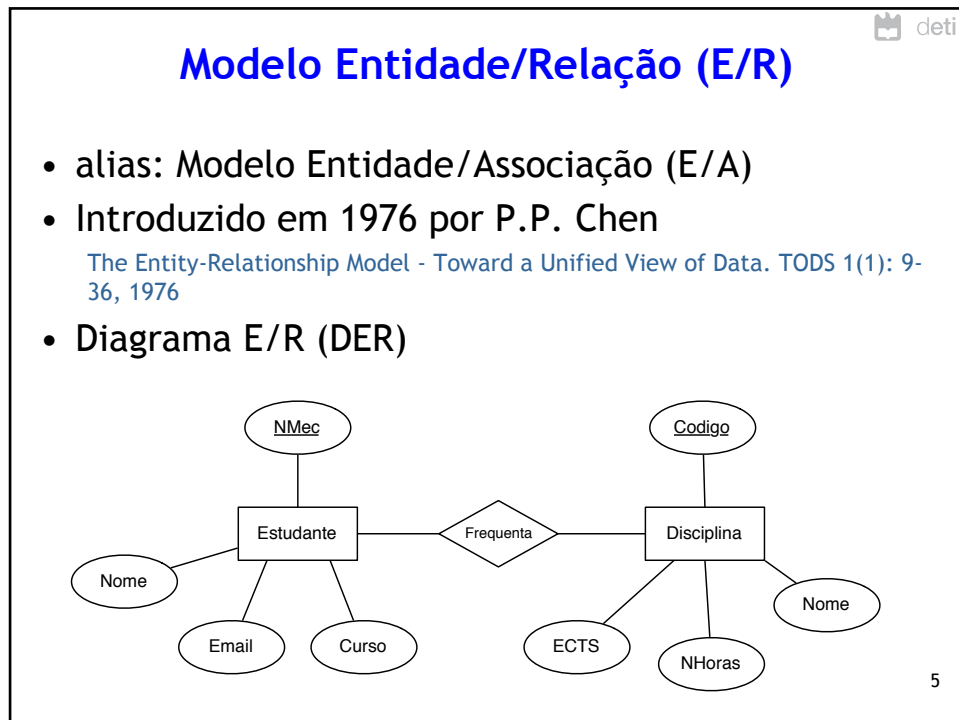 deti
Modelo Entidade/Relação (E/R)
• alias: Modelo Entidade/Associação (E/A)
• Introduzido em 1976 por P.P. Chen
The Entity-Relationship Model - Toward a Unified View of Data. TODS 1(1): 9-
36, 1976
• Diagrama E/R (DER)
NMec
Codigo
Estudante
Frequenta
Disciplina
Nome
Nome
Email
Curso
ECTS
NHoras
5